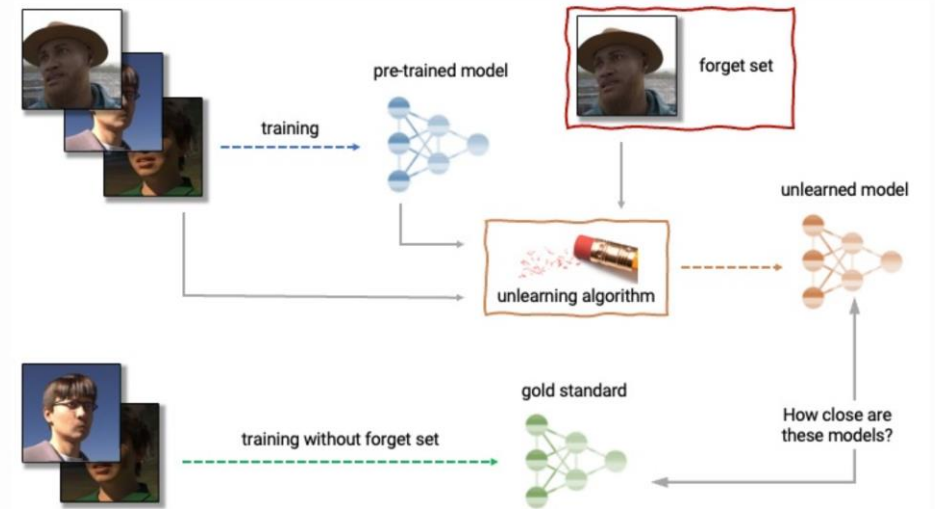 forget set
pre-trained model
training
unlearned model
unlearning algorithm
gold standard
How close are
these models?
training without forget set